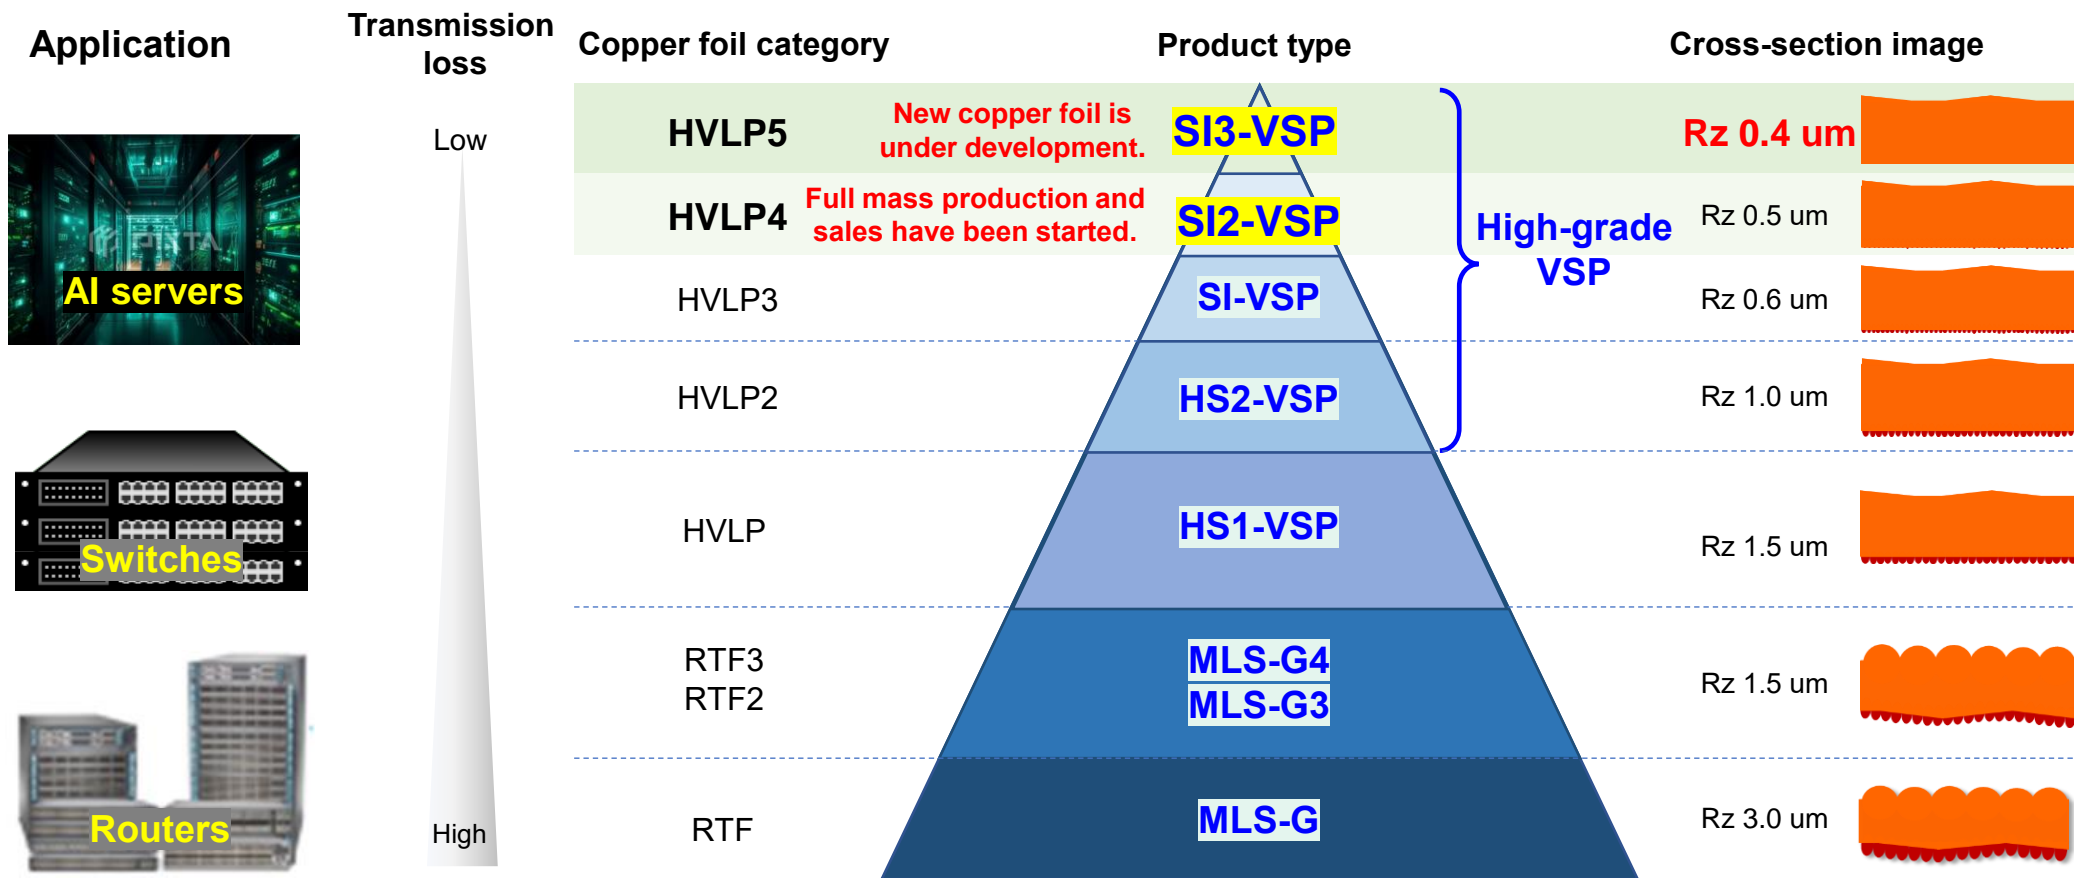 Application
Transmission
loss
Copper foil category
Product type
Cross-section image
Low
High
AI servers
PIXTA
Switches
Routers
HVLP5
New copper foil is
under development.
SI3-VSP
Rz 0.4 um
HVLP4
Full mass production and
sales have been started.
SI2-VSP
High-grade
VSP
Rz 0.5 um
HVLP3
SI-VSP
Rz 0.6 um
HVLP2
HS2-VSP
Rz 1.0 um
HVLP
HS1-VSP
Rz 1.5 um
RTF3
RTF2
MLS-G4
MLS-G3
Rz 1.5 um
RTF
MLS-G
Rz 3.0 um